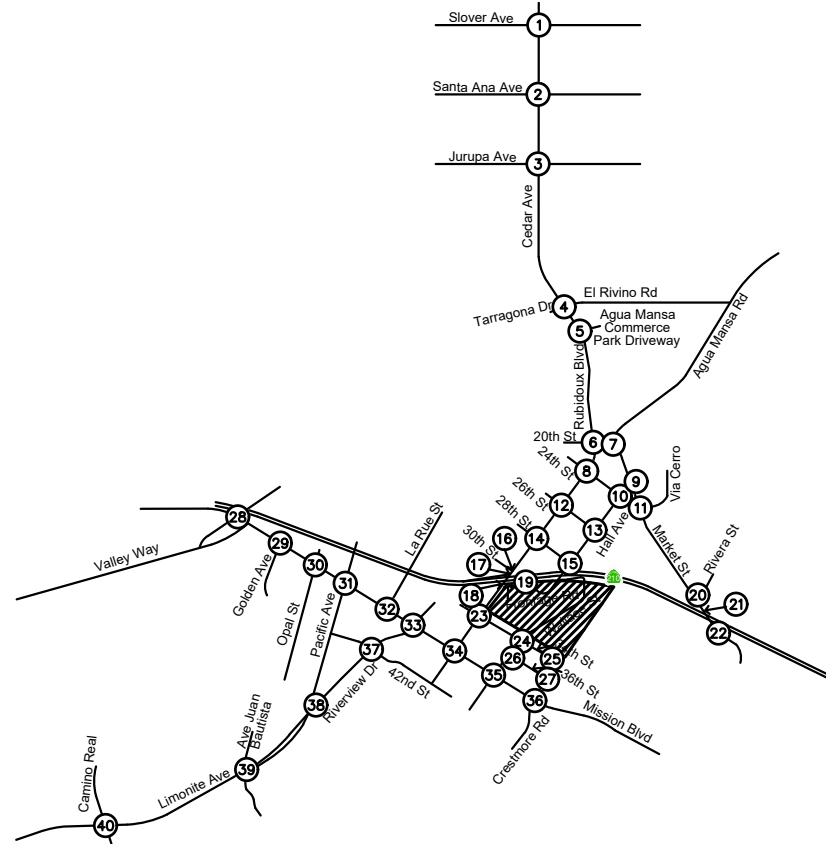 Slover Ave
1
Santa Ana Ave
2
Jurupa Ave
3
Cedar Ave
El Rivino Rd
4
Tarragona Dr
5
Agua Mansa
Commerce
Park Driveway
Agua Mansa Rd
Rubidoux Blvd
20th St
6
7
24th St
8
9
Via Cerro
10
26th St
12
11
28th St
13
Hall Ave
La Rue St
16
14
30th St
Market St
Rivera St
28
29
17
15
Valley Way
Golden Ave
30
31
19
210
18
20
21
Opal St
Pacific Ave
32
33
23
22
37
34
24
25
26
36th St
42nd St
35
27
Riverview Dr
38
36
Mission Blvd
Crestmore Rd
Ave Juan
Bautista
39
Limonite Ave
Camino Real
40